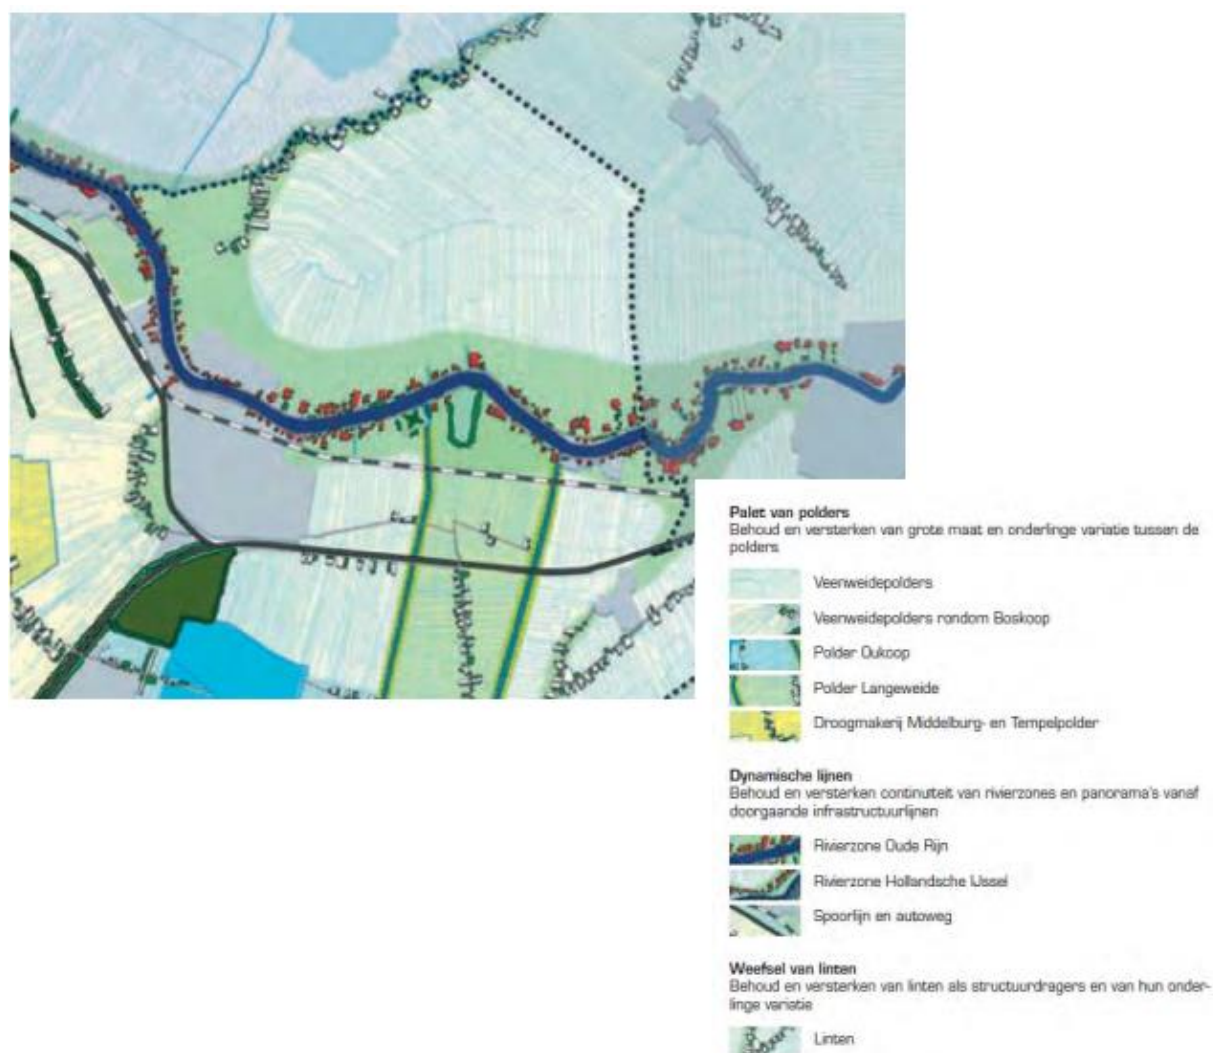 Palet van polders
Behoud en versterken van grote maat en onderlinge variatie tussen de
polders
Veenweidepolders
Veenweidepolders rondom Boskoop
Polder Oukoop
Polder Langeweide
Droogmakerij Middelburg- en Tempelpolder
Dynamische lijnen
Behoud en versterken continuïteit van rivierzones en panorama's vanaf
doorgaande infrastructuurlijnen
Rivierzone Oude Rijn
Rivierzone Hollandsche IJssel
Spoorlijn en autoweg
Weefsel van linten
Behoud en versterken van linten als structuurdragers en van hun onder-
linge variatie
Linten